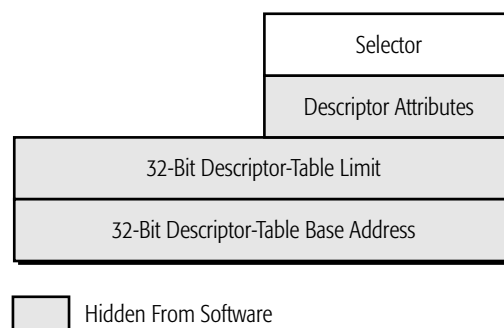 Selector
Descriptor Attributes
32-Bit Descriptor-Table Limit
32-Bit Descriptor-Table Base Address
Hidden From Software